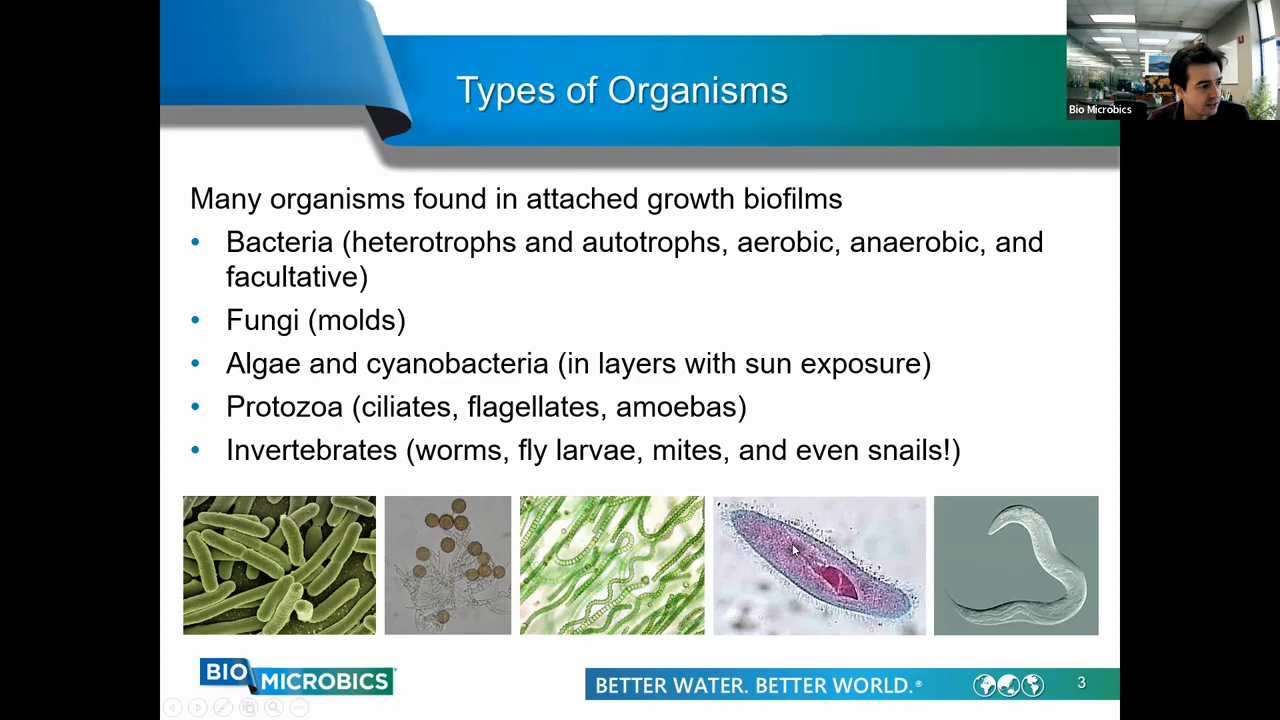 Types of Organisms
Bio Microbics
Many organisms found in attached growth biofilms
• Bacteria (heterotrophs and autotrophs, aerobic, anaerobic, and
facultative)
• Fungi (molds)
• Algae and cyanobacteria (in layers with sun exposure)
• Protozoa (ciliates, flagellates, amoebas)
• Invertebrates (worms, fly larvae, mites, and even snails!)
BIO MICROBICS®
BETTER WATER. BETTER WORLD.®
3